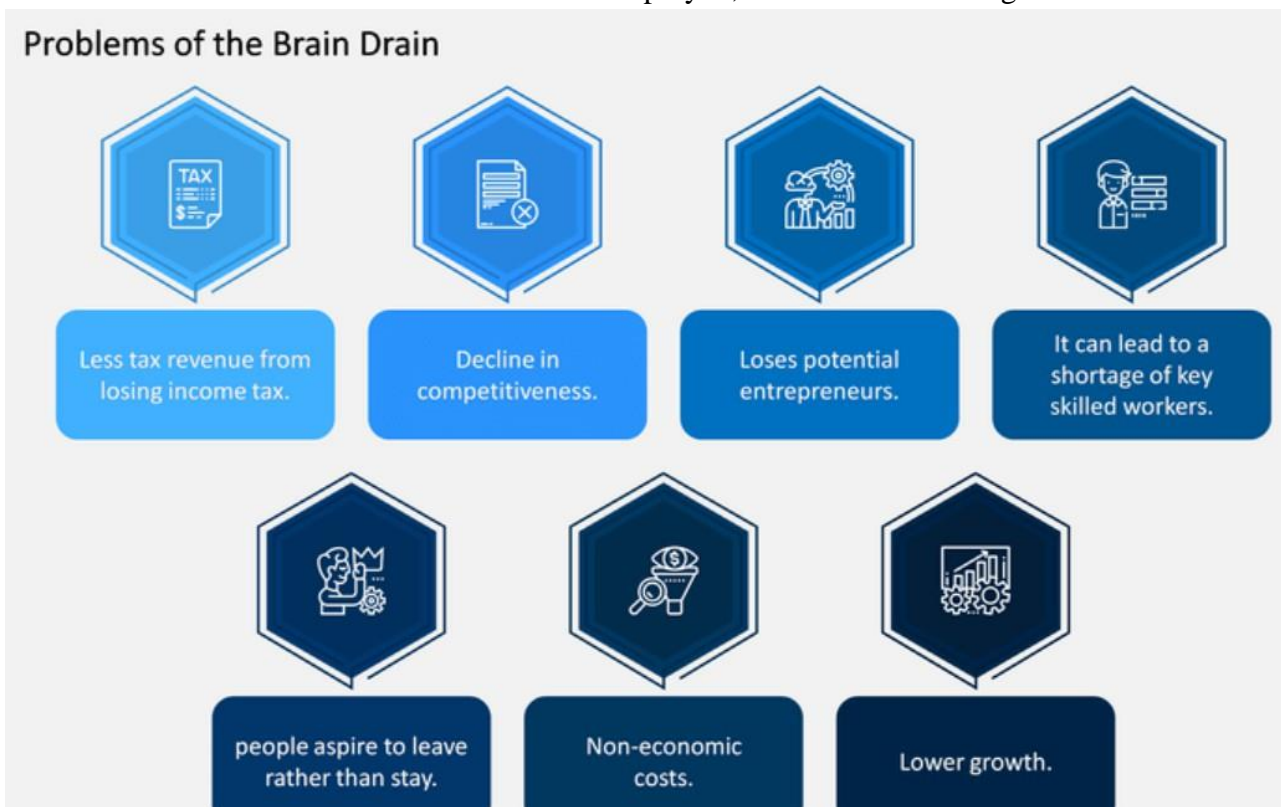 Problems of the Brain Drain
TAX
$
Less tax revenue from
losing income tax.
Decline in
competitiveness.
Loses potential
entrepreneurs.
It can lead to a
shortage of key
skilled workers.
$
people aspire to leave
rather than stay.
Non-economic
costs.
Lower growth.